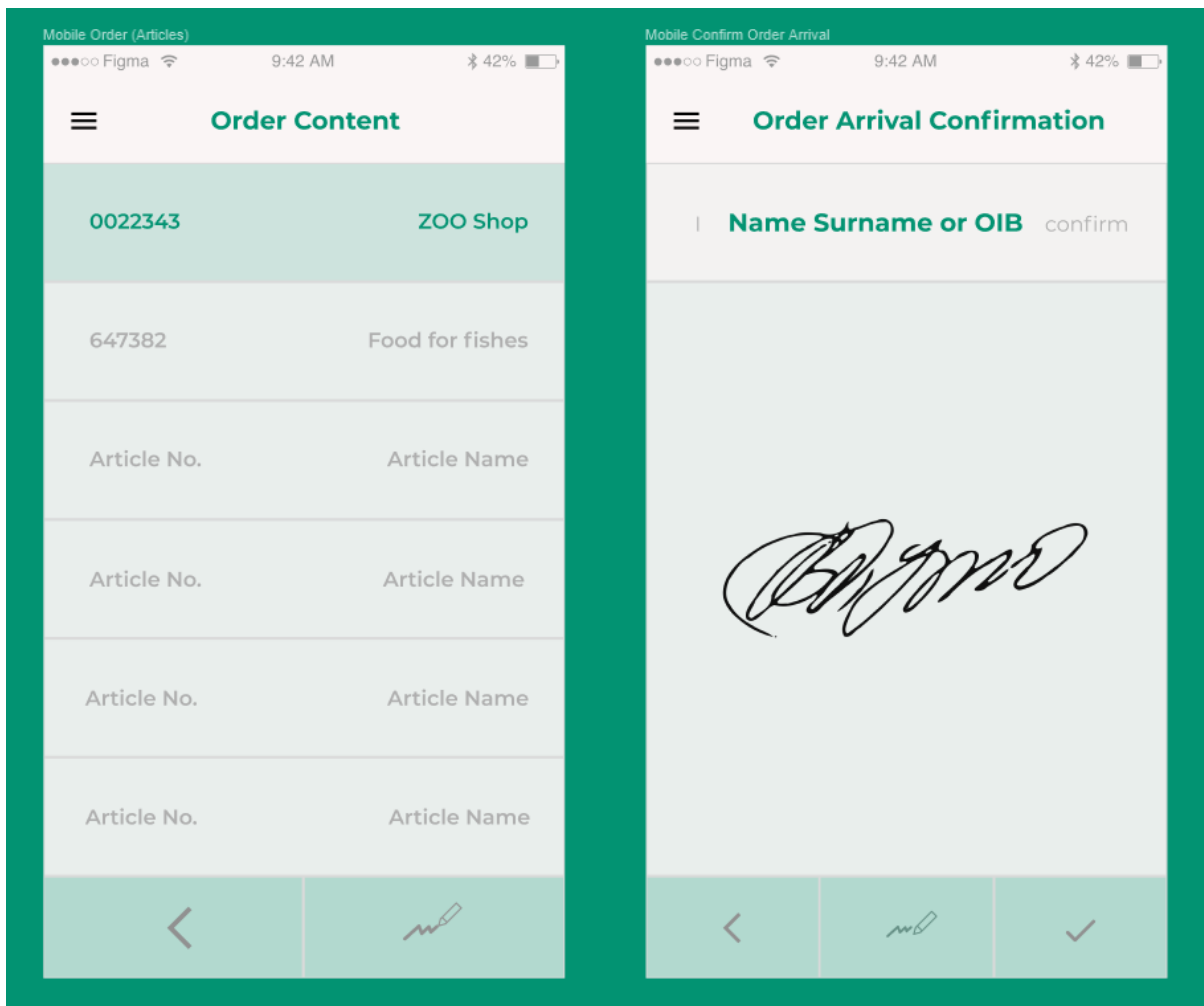 Mobile Order (Articles)
Figma 9:42 AM 42%
Order Content
0022343 ZOO Shop
647382 Food for fishes
Article No. Article Name
Article No. Article Name
Article No. Article Name
Article No. Article Name
Mobile Confirm Order Arrival
Figma 9:42 AM 42%
Order Arrival Confirmation
I Name Surname or OIB confirm